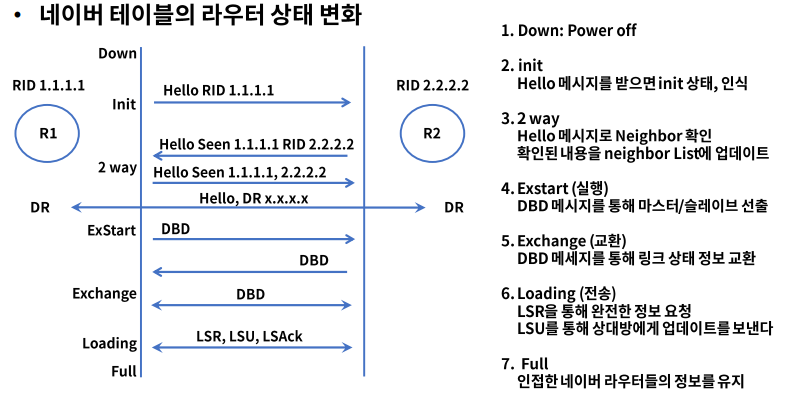 • 네이버 테이블의 라우터 상태 변화
Down
RID 1.1.1.1
RID 2.2.2.2
Init
Hello RID 1.1.1.1
R1
R2
Hello Seen 1.1.1.1 RID 2.2.2.2
2 way
Hello Seen 1.1.1.1, 2.2.2.2
Hello, DR x.x.x.x
DR
DR
ExStart
DBD
DBD
Exchange
DBD
Loading
LSR, LSU, LSAck
Full
1. Down: Power off
2. init
Hello 메시지를 받으면 init 상태, 인식
3. 2 way
Hello 메시지로 Neighbor 확인
확인된 내용을 neighbor List에 업데이트
4. Exstart (실행)
DBD 메시지를 통해 마스터/슬레이브 선출
5. Exchange (교환)
DBD 메세지를 통해 링크 상태 정보 교환
6. Loading (전송)
LSR을 통해 완전한 정보 요청
LSU를 통해 상대방에게 업데이트를 보낸다
7. Full
인접한 네이버 라우터들의 정보를 유지